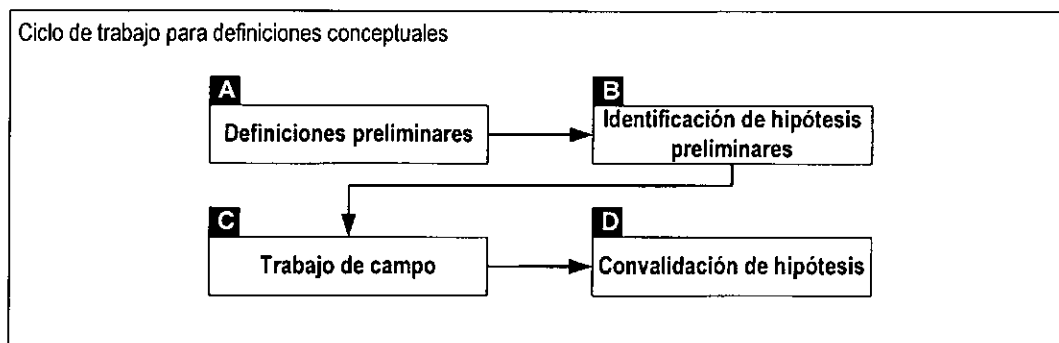 Ciclo de trabajo para definiciones conceptuales
A
Definiciones preliminares
B
Identificación de hipótesis
preliminares
C
Trabajo de campo
D
Convalidación de hipótesis